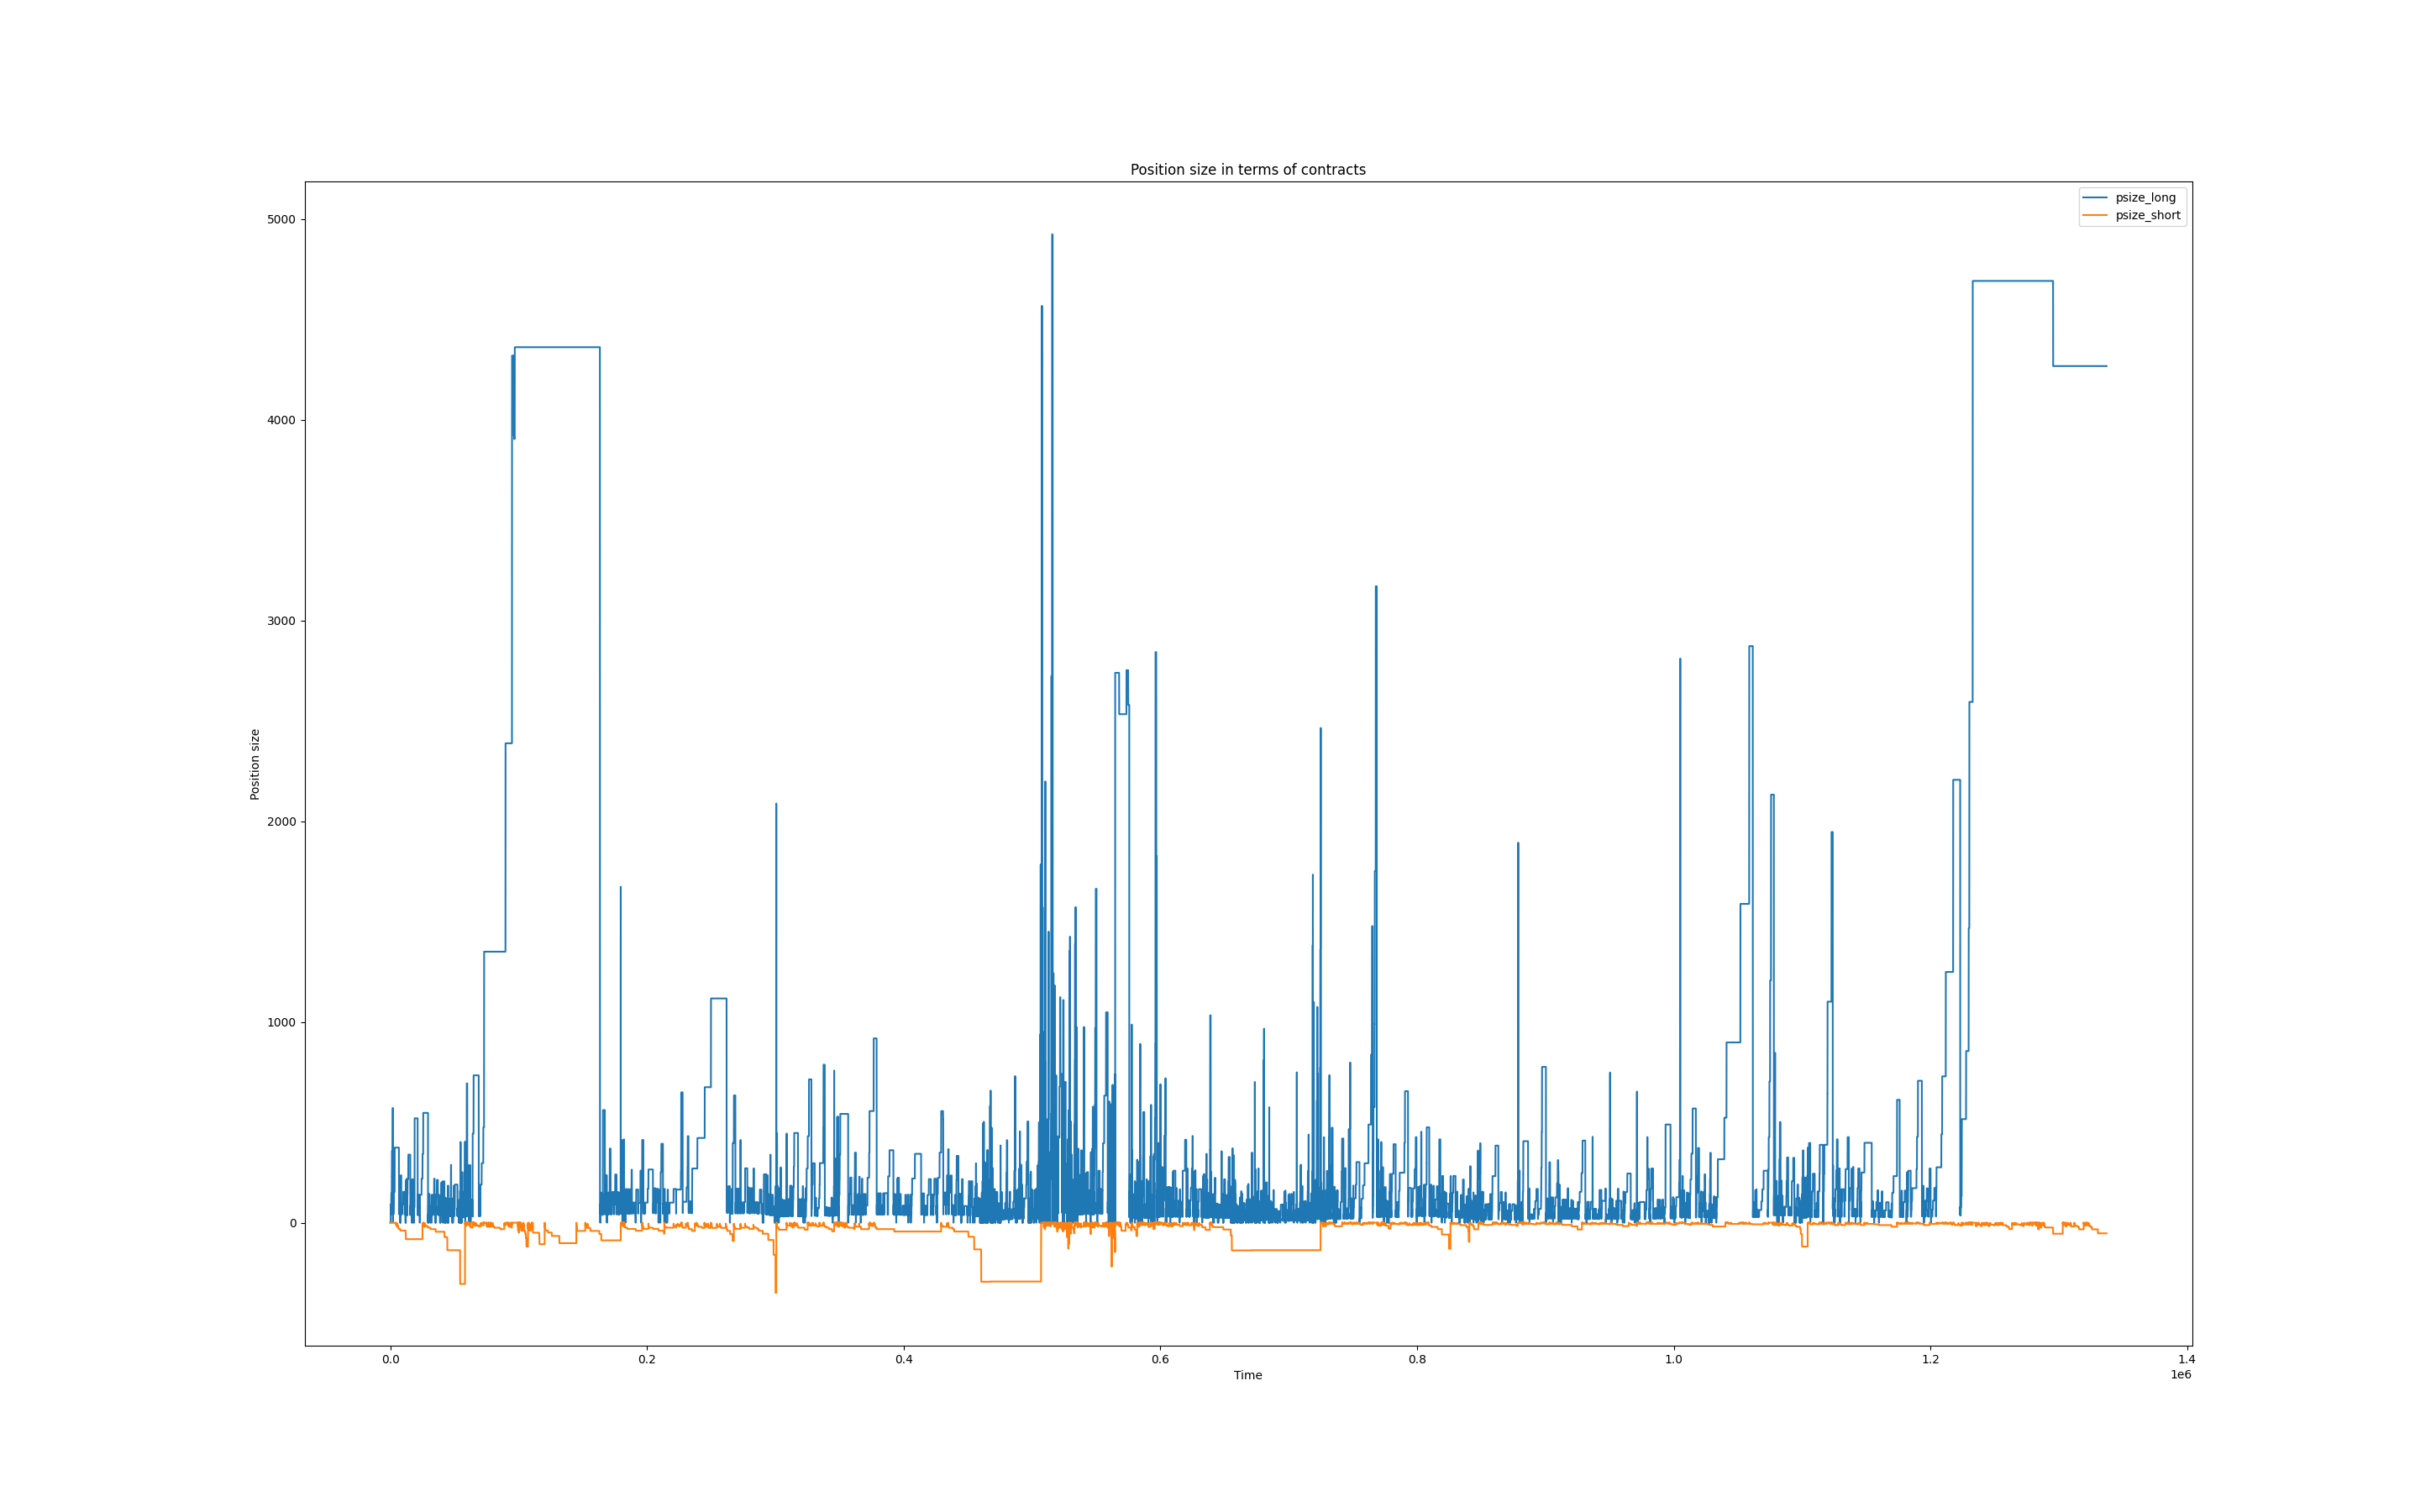 Position size in terms of contracts
psize_long
psize_short
5000
4000
3000
2000
1000
0
Position size
0.0
0.2
0.4
0.6
0.8
1.0
1.2
1.4
Time
1e6